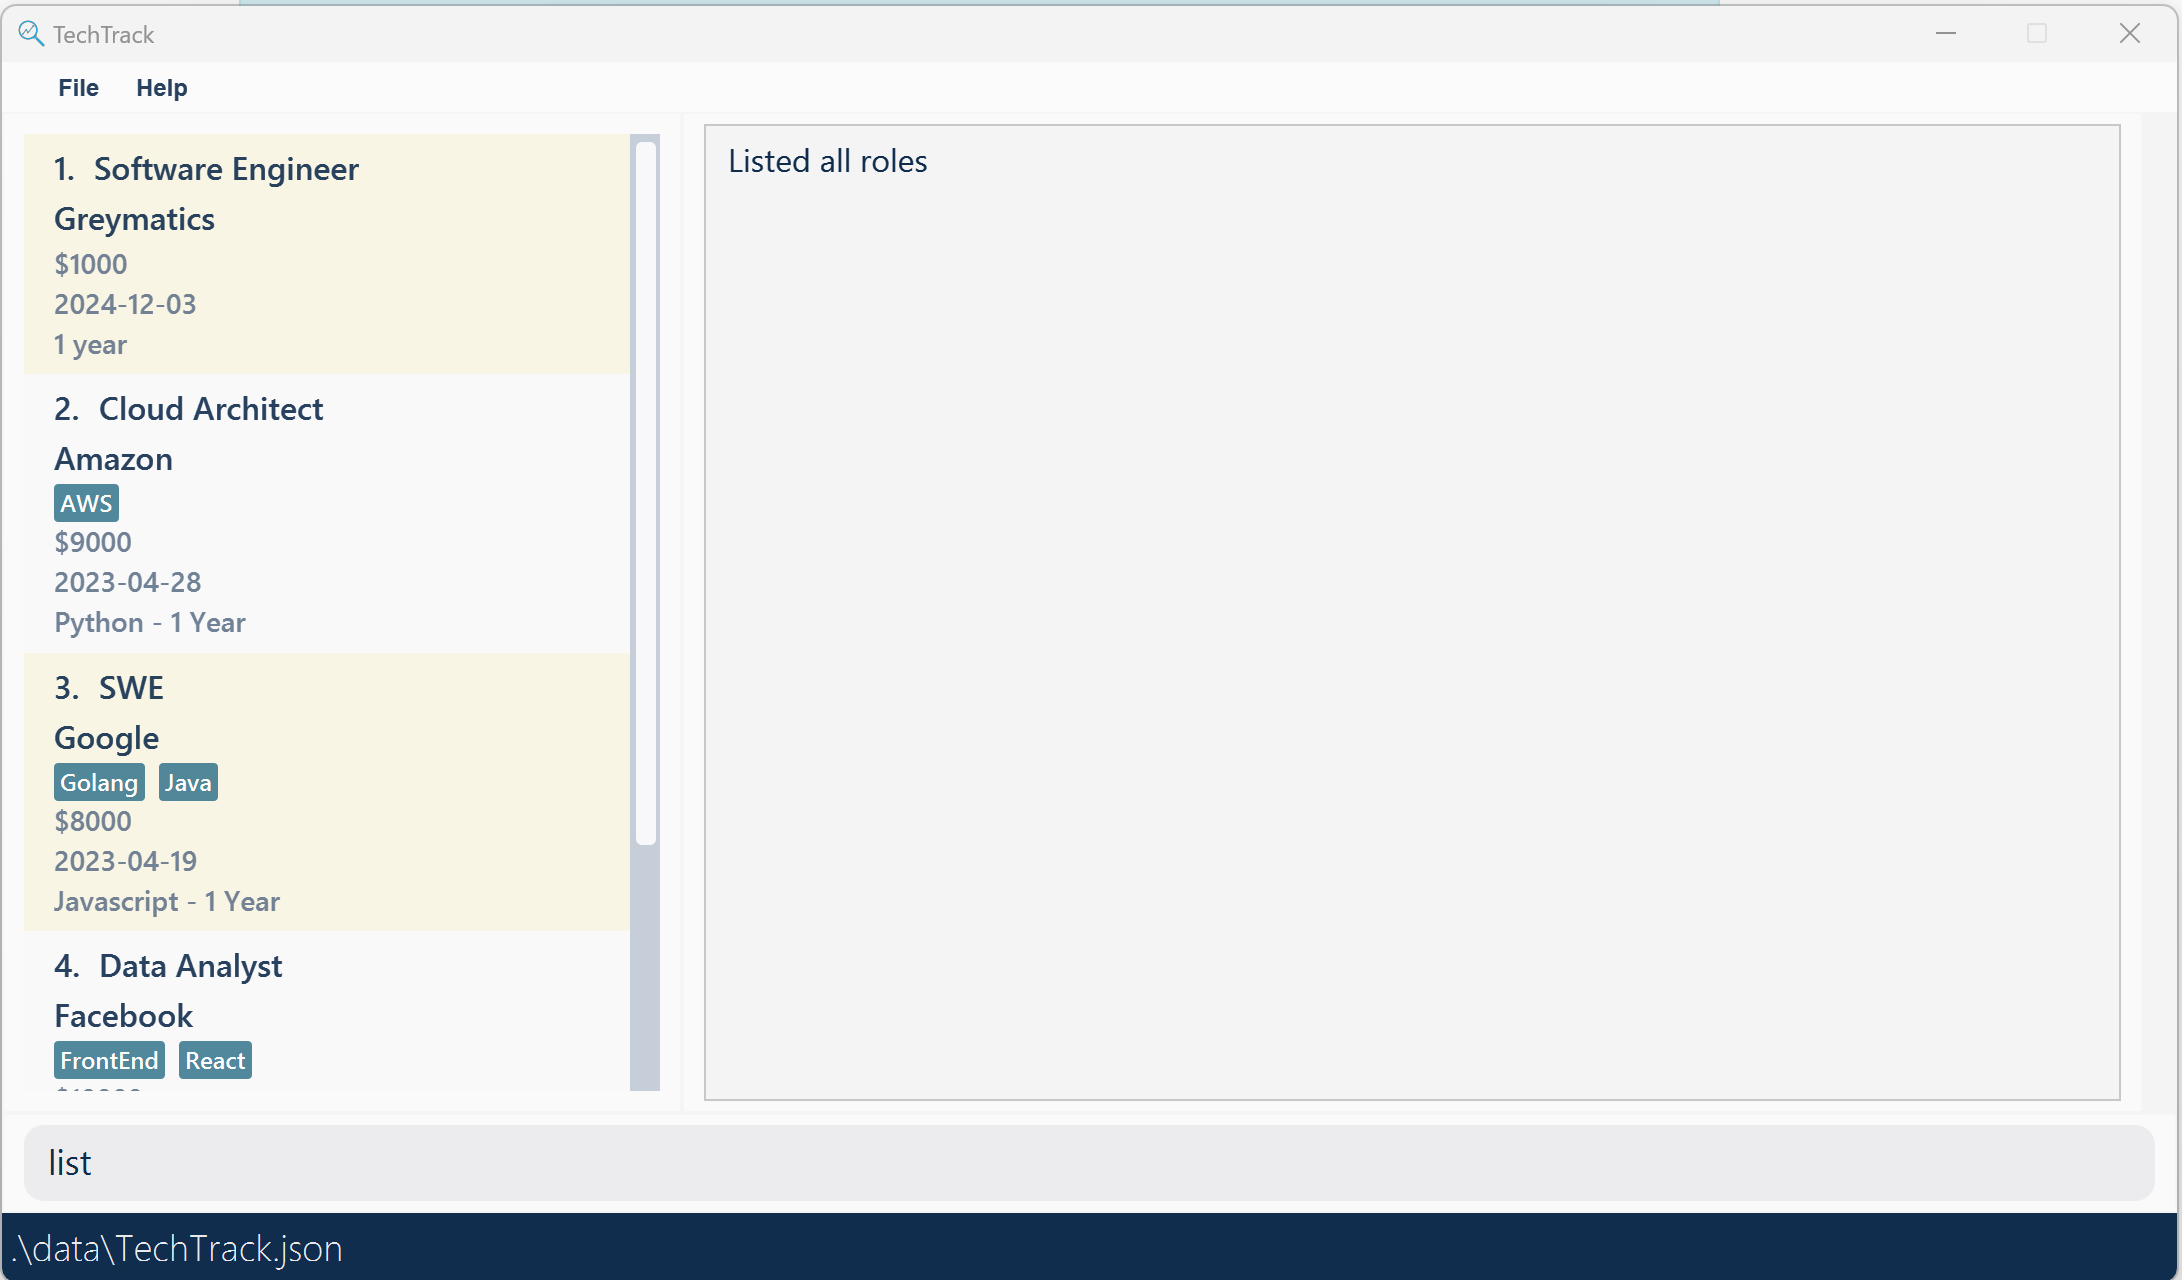 TechTrack
File Help
1. Software Engineer
Greymatics
$1000
2024-12-03
1 year
2. Cloud Architect
Amazon
AWS
$9000
2023-04-28
Python - 1 Year
3. SWE
Google
Golang Java
$8000
2023-04-19
Javascript - 1 Year
4. Data Analyst
Facebook
FrontEnd React
Listed all roles
list
.\data\TechTrack.json